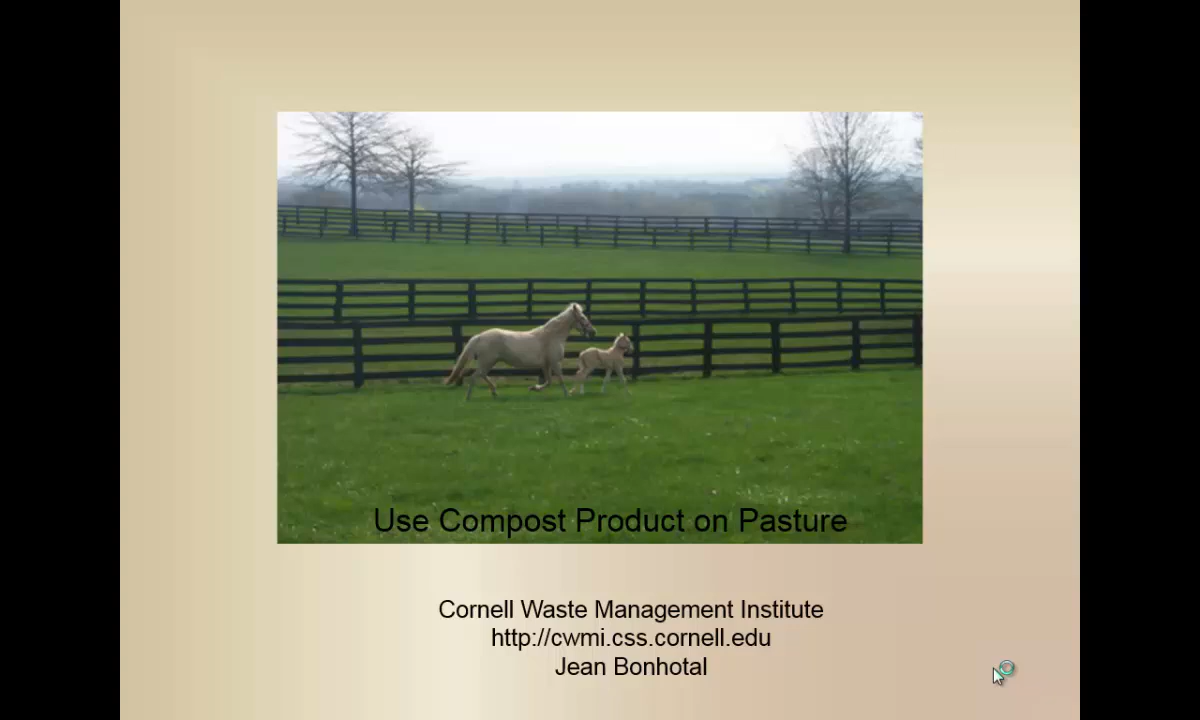 Use Compost Product on Pasture
Cornell Waste Management Institute
http://cwmi.css.cornell.edu
Jean Bonhotal